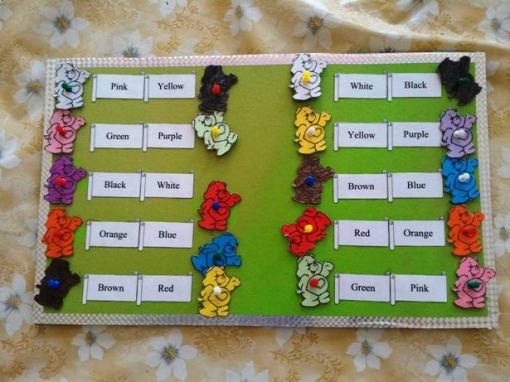 Pink Yellow
Green Purple
Black White
Orange Blue
Brown Red
White Black
Yellow Purple
Brown Blue
Red Orange
Green Pink